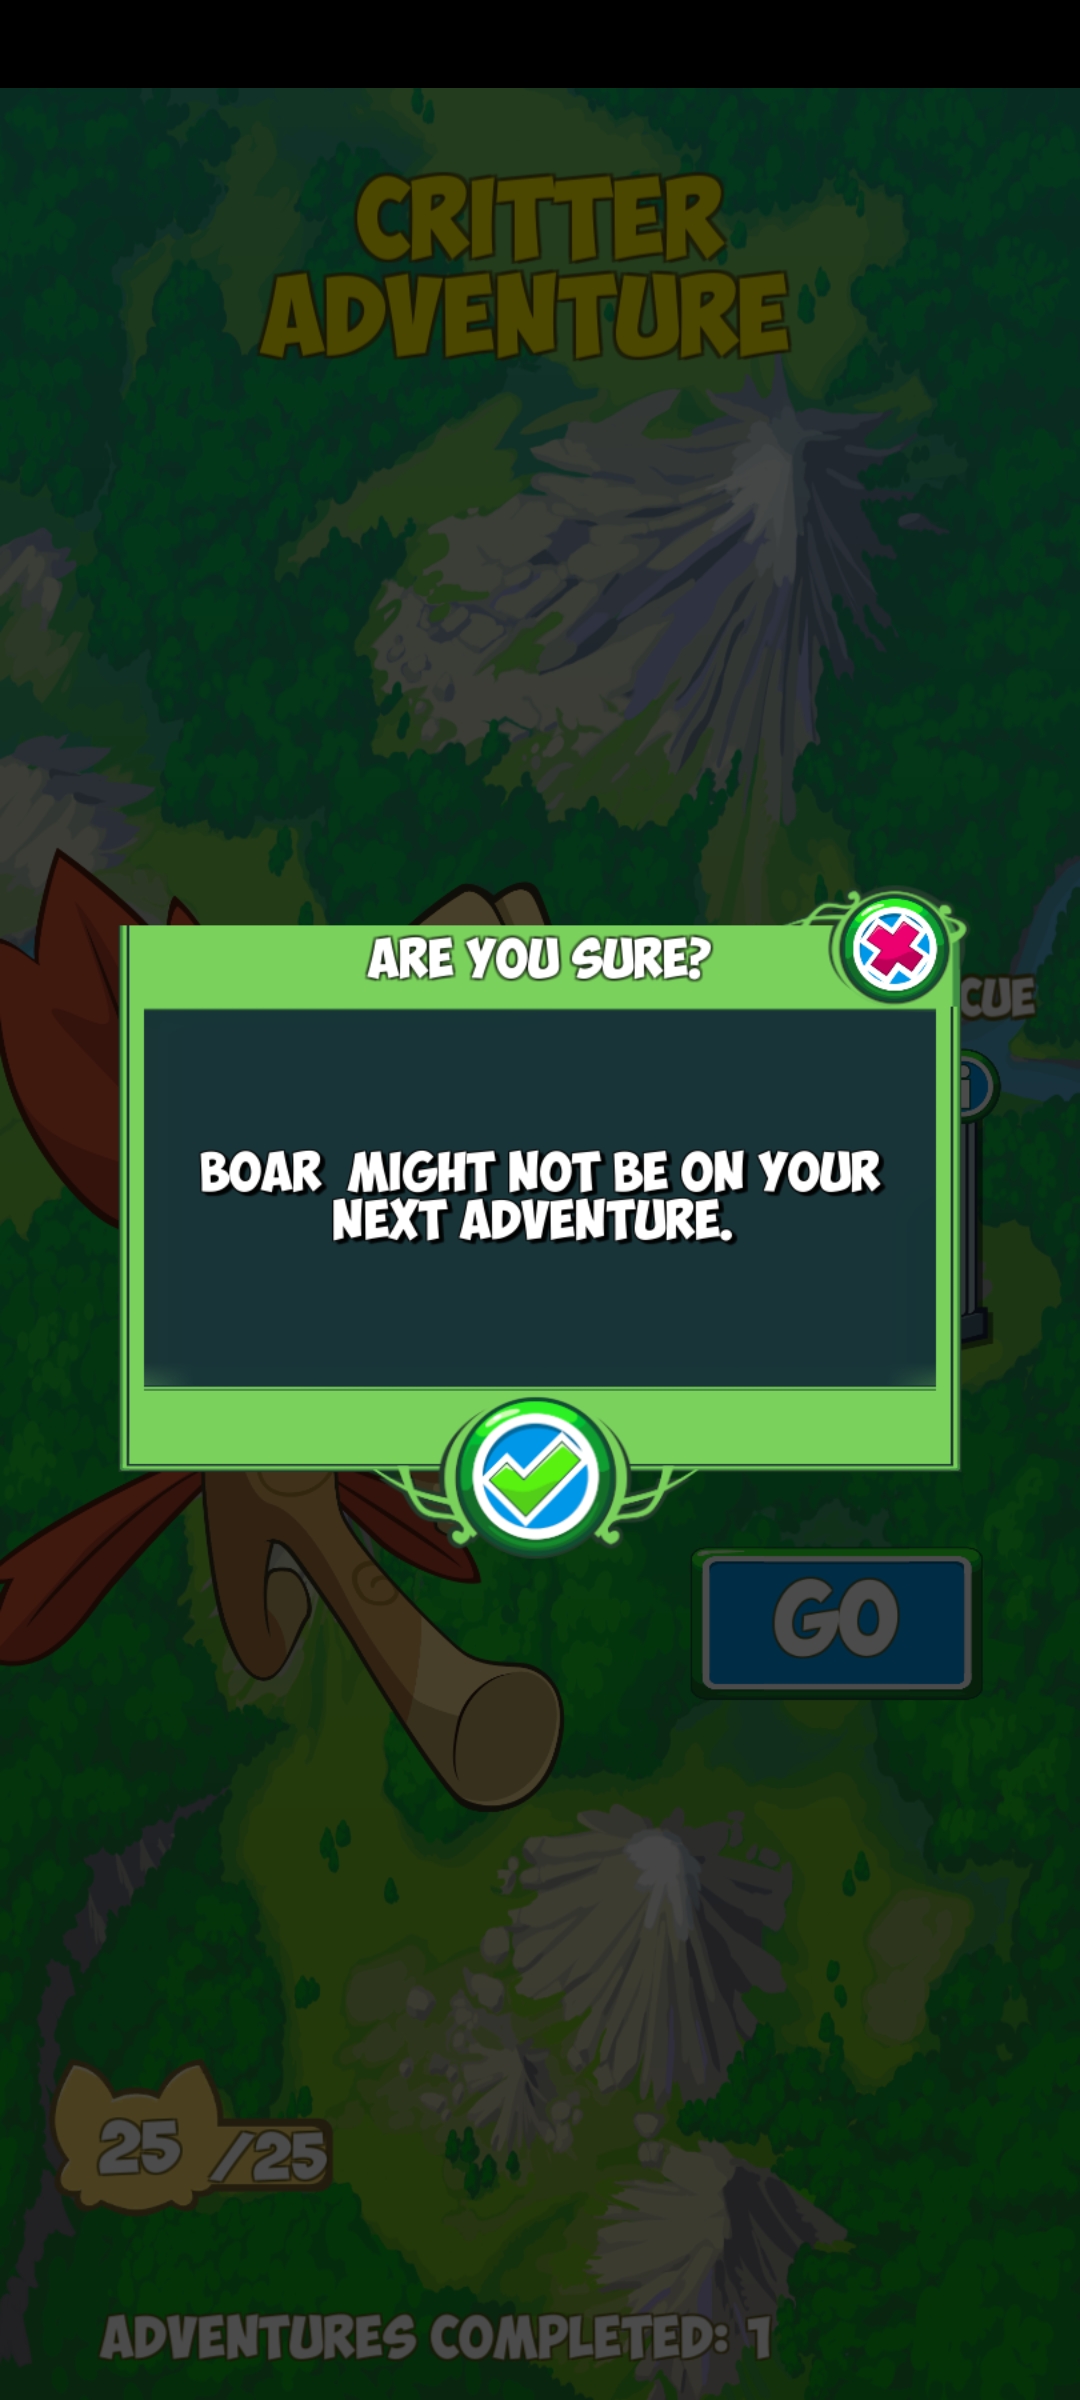 CRITTER
ADVENTURE
ARE YOU SURE?
CUE
i
BOAR MIGHT NOT BE ON YOUR
NEXT ADVENTURE.
GO
25/25
ADVENTURES COMPLETED: 1